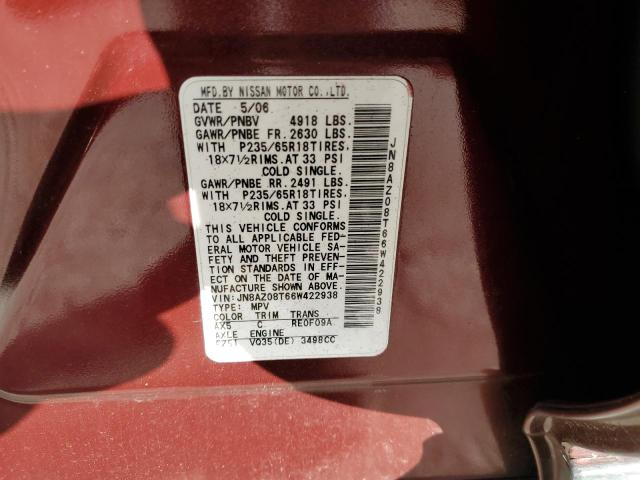 MFD.BY NISSAN MOTOR CO.,LTD.
DATE 5/06
GVWR/PNBV 4918 LBS.
GAWR/PNBE FR.2630 LBS.
WITH P235/65R18TIRES.
18X7½RIMS.AT 33 PSI
COLD SINGLE.
GAWR/PNBE RR.2491 LBS.
WITH P235/65R18TIRES.
18X7½RIMS.AT 33 PSI
COLD SINGLE.
THIS VEHICLE CONFORMS
TO ALL APPLICABLE FED-
ERAL MOTOR VEHICLE SA-
FETY AND THEFT PREVEN-
TION STANDARDS IN EFF-
ECT ON THE DATE OF MA-
NUFACTURE SHOWN ABOVE.
VIN:JN8AZ08T66W422938
TYPE: MPV
COLOR TRIM TRANS
AX5 C RE0F09A
AXLE ENGINE
VQ35(DE) 3498CC
JN8AZ08T66W422938